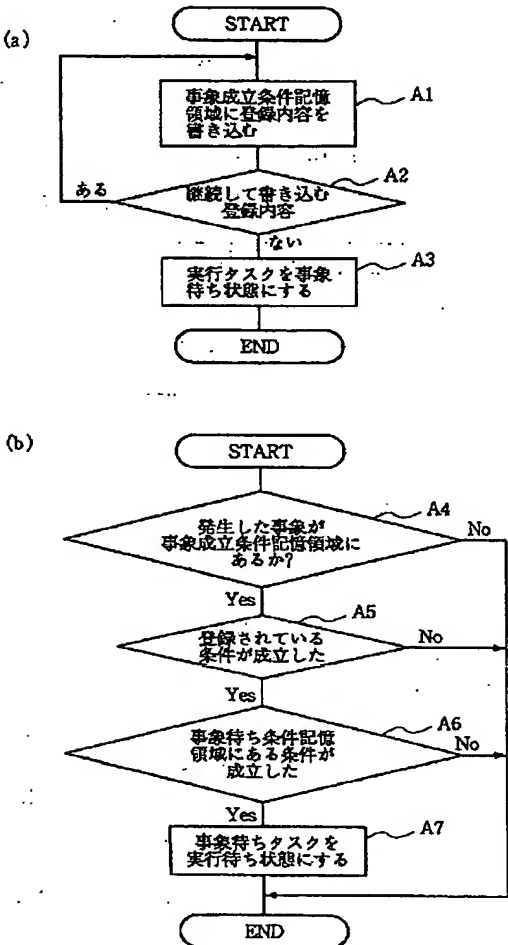 (a)
START
事象成立条件記憶
領域に登録内容を
書き込む
A1
ある
継続して書き込む
登録内容
A2
ない
実行タスクを事象
待ち状態にする
A3
END
(b)
START
発生した事象が
事象成立条件記憶領域に
あるか?
A4
No
Yes
登録されている
条件が成立した
A5
No
Yes
事象待ち条件記憶
領域にある条件が
成立した
A6
No
Yes
事象待ちタスクを
実行待ち状態にする
A7
END